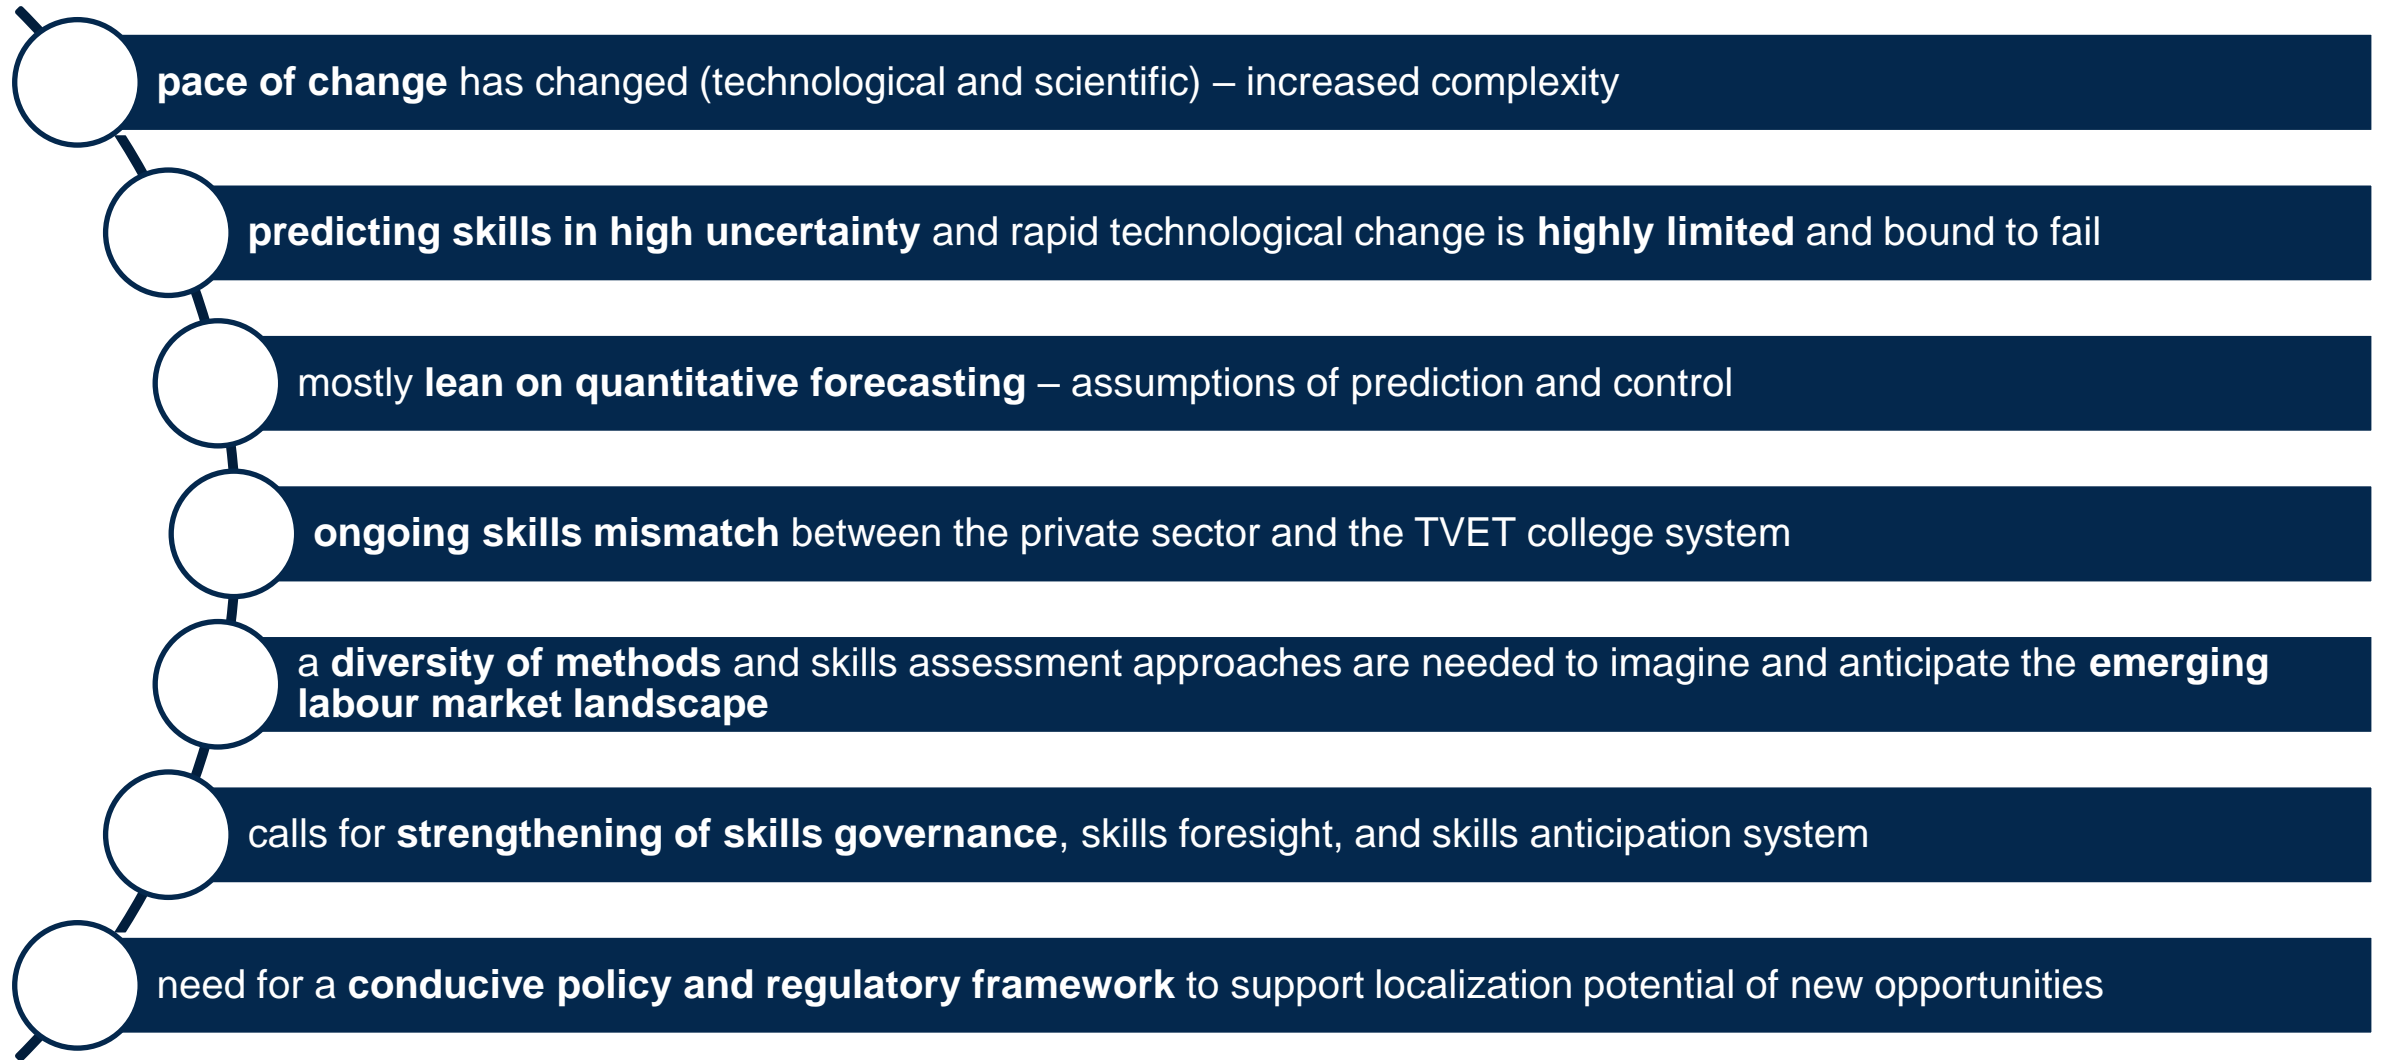 pace of change has changed (technological and scientific) – increased complexity
predicting skills in high uncertainty and rapid technological change is highly limited and bound to fail
mostly lean on quantitative forecasting – assumptions of prediction and control
ongoing skills mismatch between the private sector and the TVET college system
a diversity of methods and skills assessment approaches are needed to imagine and anticipate the emerging
labour market landscape
calls for strengthening of skills governance, skills foresight, and skills anticipation system
need for a conducive policy and regulatory framework to support localization potential of new opportunities